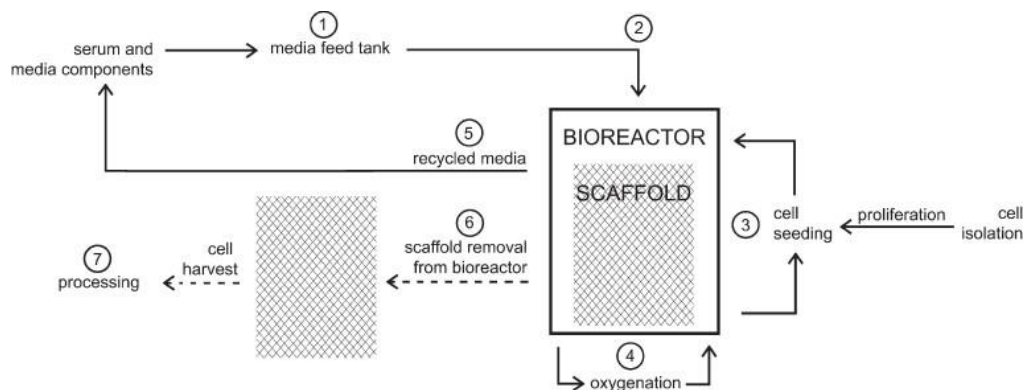 1
media feed tank
2
serum and
media components
BIOREACTOR
SCAFFOLD
5
recycled media
3
cell
seeding
proliferation
cell
isolation
6
scaffold removal
from bioreactor
cell
harvest
7
processing
4
oxygenation